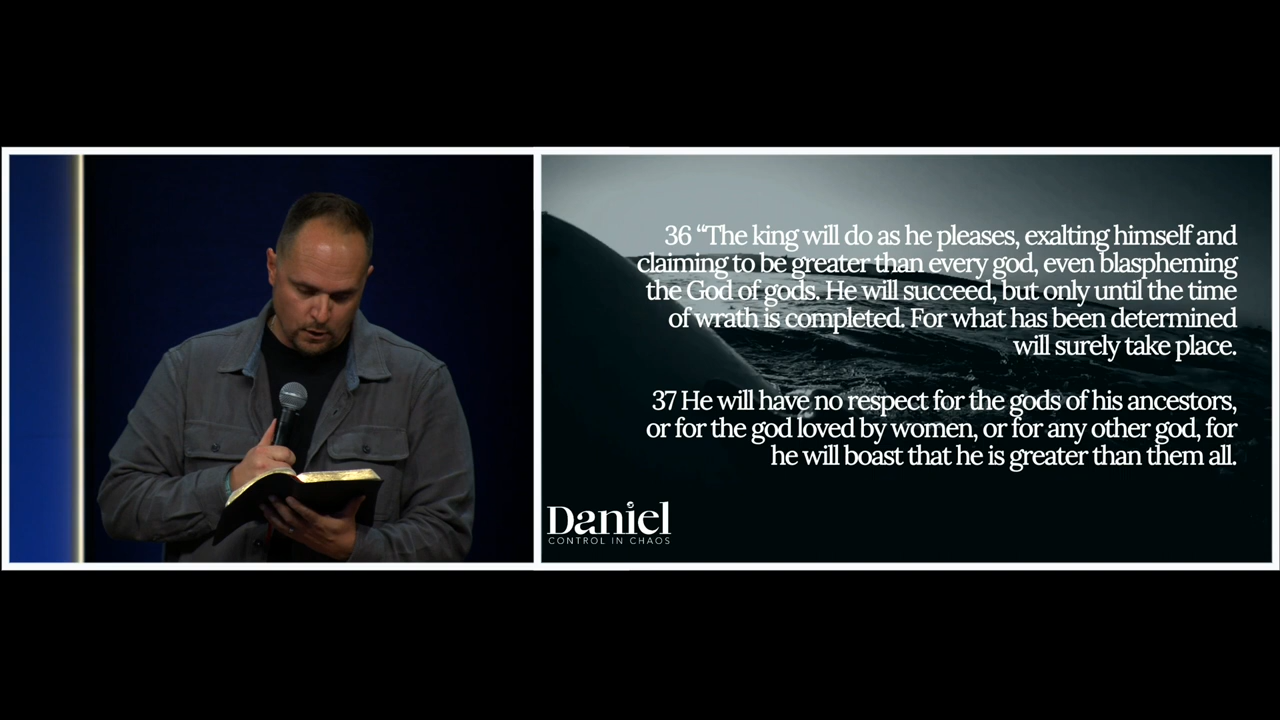 36 “The king will do as he pleases, exalting himself and
claiming to be greater than every god, even blaspheming
the God of gods. He will succeed, but only until the time
of wrath is completed. For what has been determined
will surely take place.
37 He will have no respect for the gods of his ancestors,
or for the god loved by women, or for any other god, for
he will boast that he is greater than them all.
Daniel
CONTROL IN CHAOS